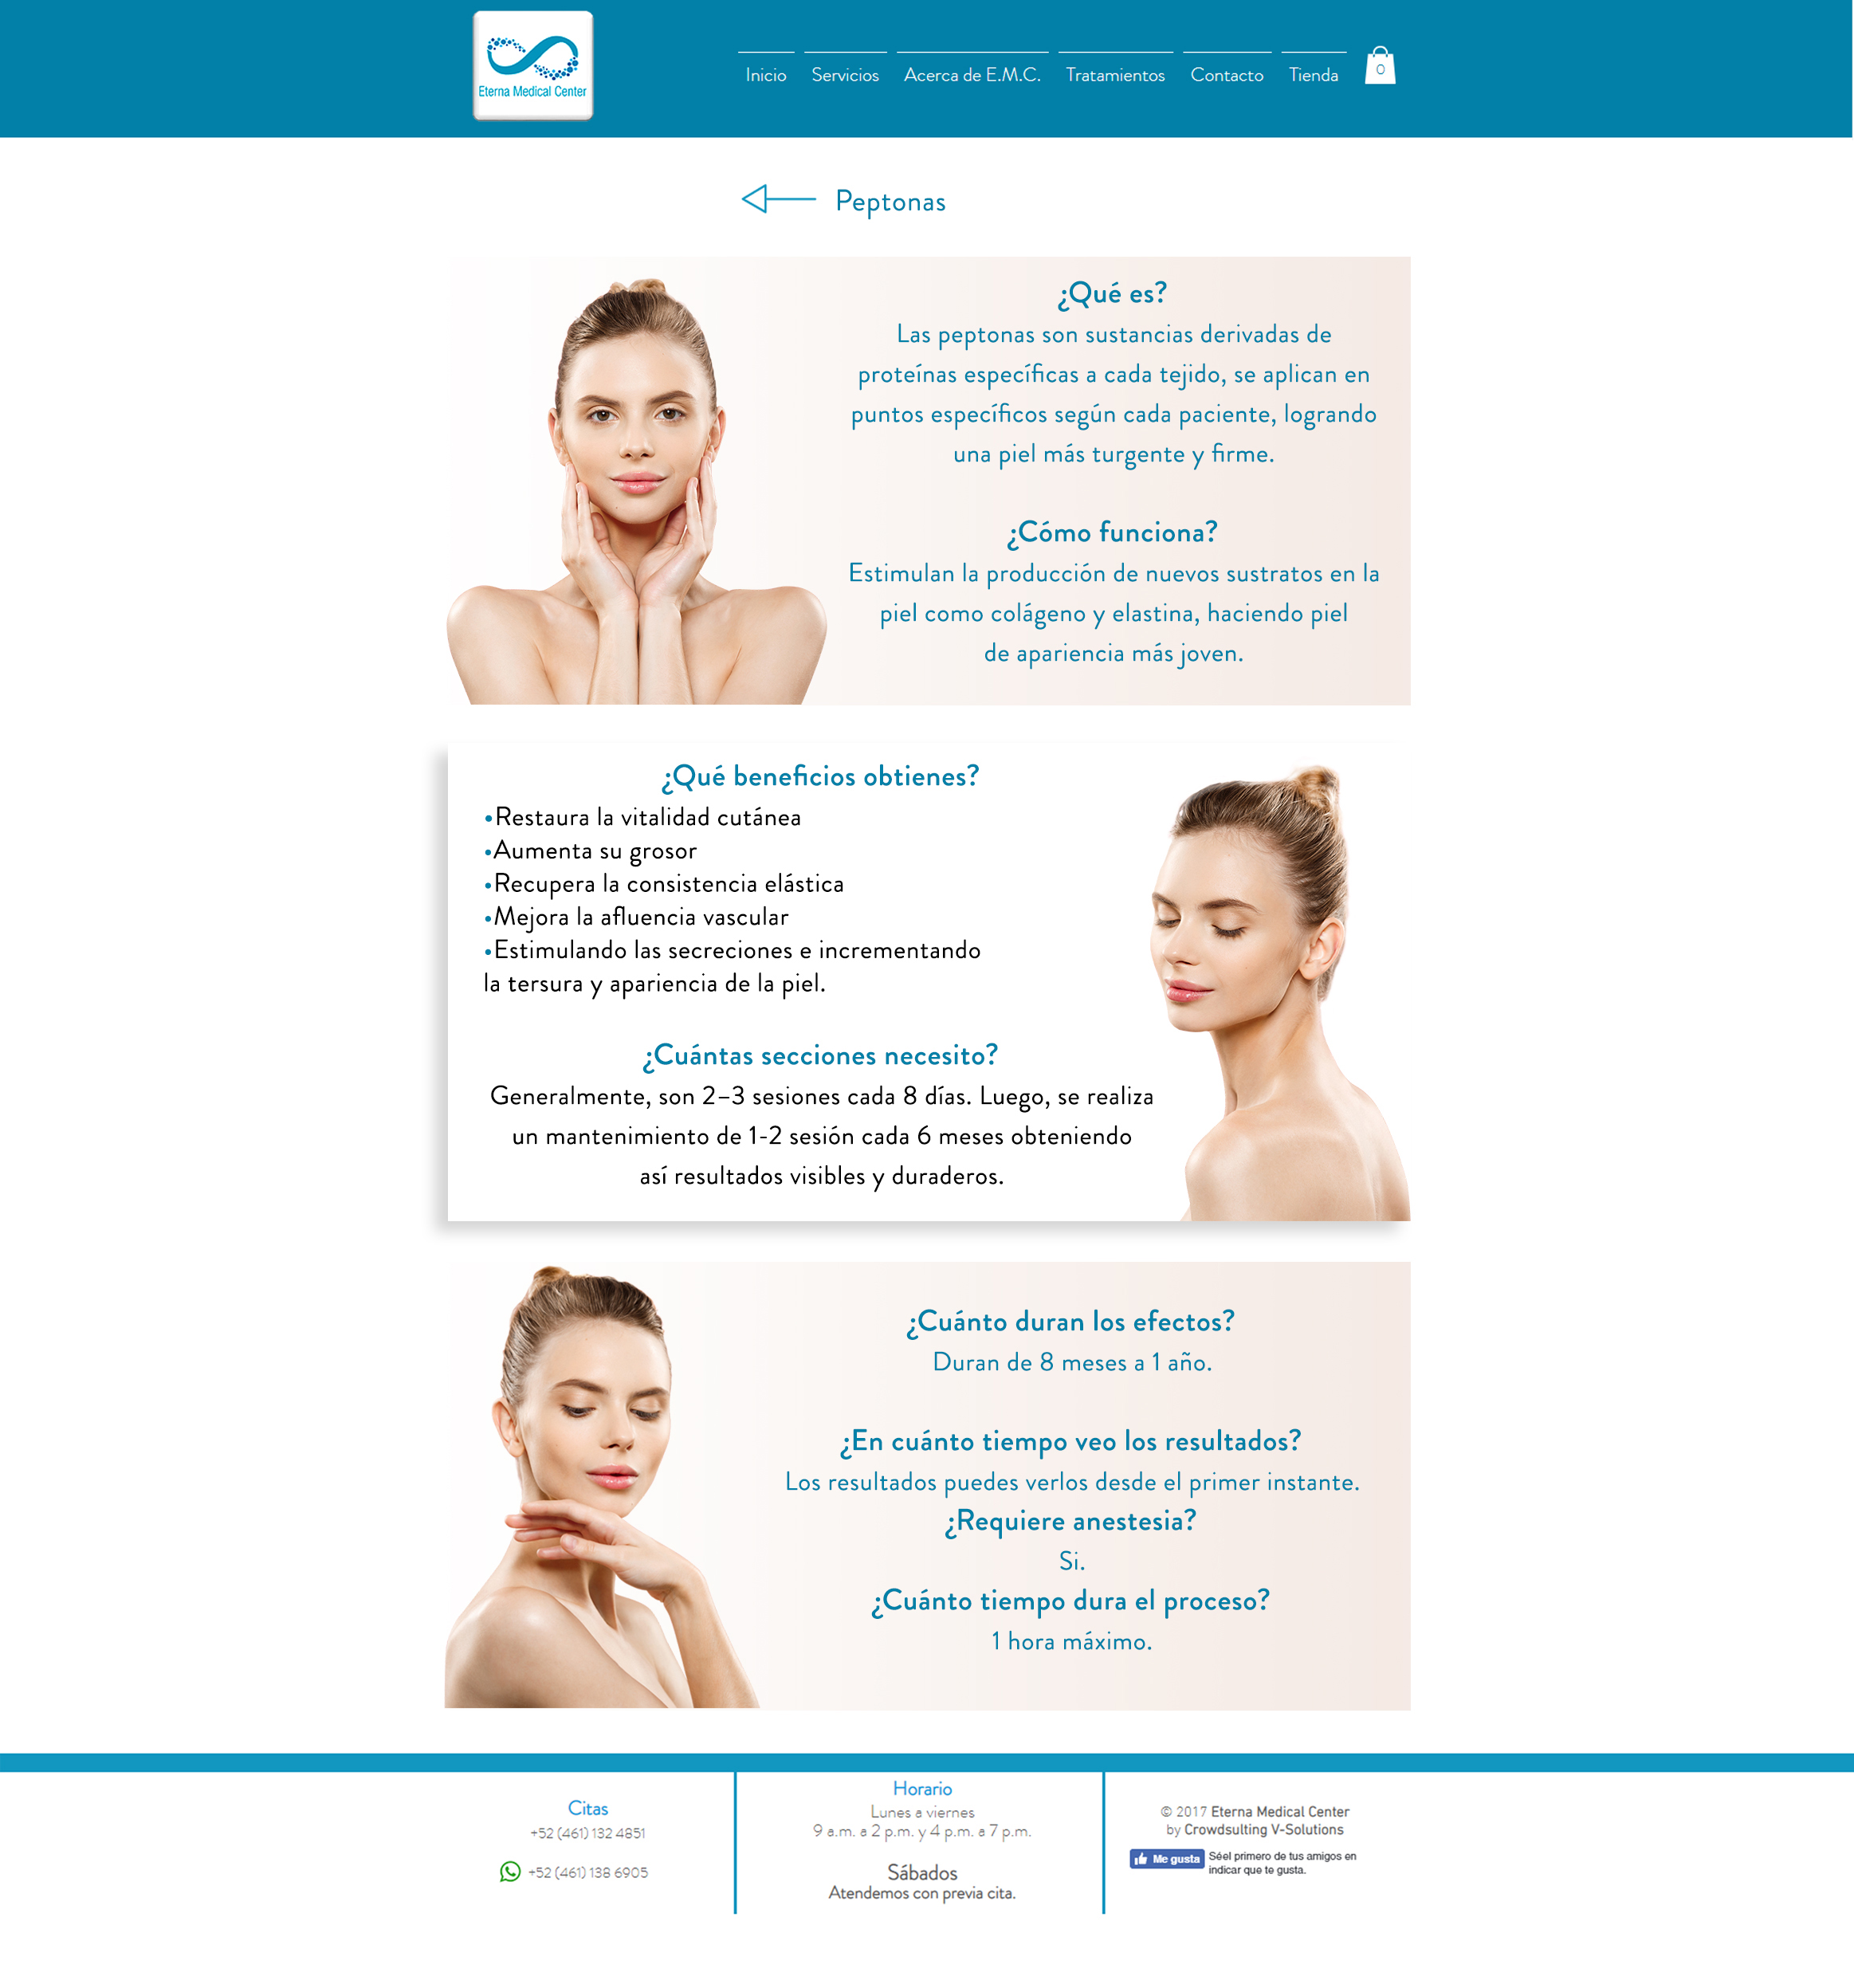 Eterna Medical Center
Inicio
Servicios
Acerca de E.M.C.
Tratamientos
Contacto
Tienda
0
Peptonas
¿Qué es?
Las peptonas son sustancias derivadas de
proteínas específicas a cada tejido, se aplican en
puntos específicos según cada paciente, logrando
una piel más turgente y firme.
¿Cómo funciona?
Estimulan la producción de nuevos sustratos en la
piel como colágeno y elastina, haciendo piel
de apariencia más joven.
¿Qué beneficios obtienes?
•Restaura la vitalidad cutánea
•Aumenta su grosor
•Recupera la consistencia elástica
•Mejora la afluencia vascular
•Estimulando las secreciones e incrementando
la tersura y apariencia de la piel.
¿Cuántas secciones necesito?
Generalmente, son 2–3 sesiones cada 8 días. Luego, se realiza
un mantenimiento de 1-2 sesión cada 6 meses obteniendo
así resultados visibles y duraderos.
¿Cuánto duran los efectos?
Duran de 8 meses a 1 año.
¿En cuánto tiempo veo los resultados?
Los resultados puedes verlos desde el primer instante.
¿Requiere anestesia?
Si.
¿Cuánto tiempo dura el proceso?
1 hora máximo.
Citas
+52 (461) 132 4851
+52 (461) 138 6905
Horario
Lunes a viernes
9 a.m. a 2 p.m. y 4 p.m. a 7 p.m.
Sábados
Atendemos con previa cita.
© 2017 Eterna Medical Center
by Crowdsulting V-Solutions
Me gusta
Séel primero de tus amigos en
indicar que te gusta.